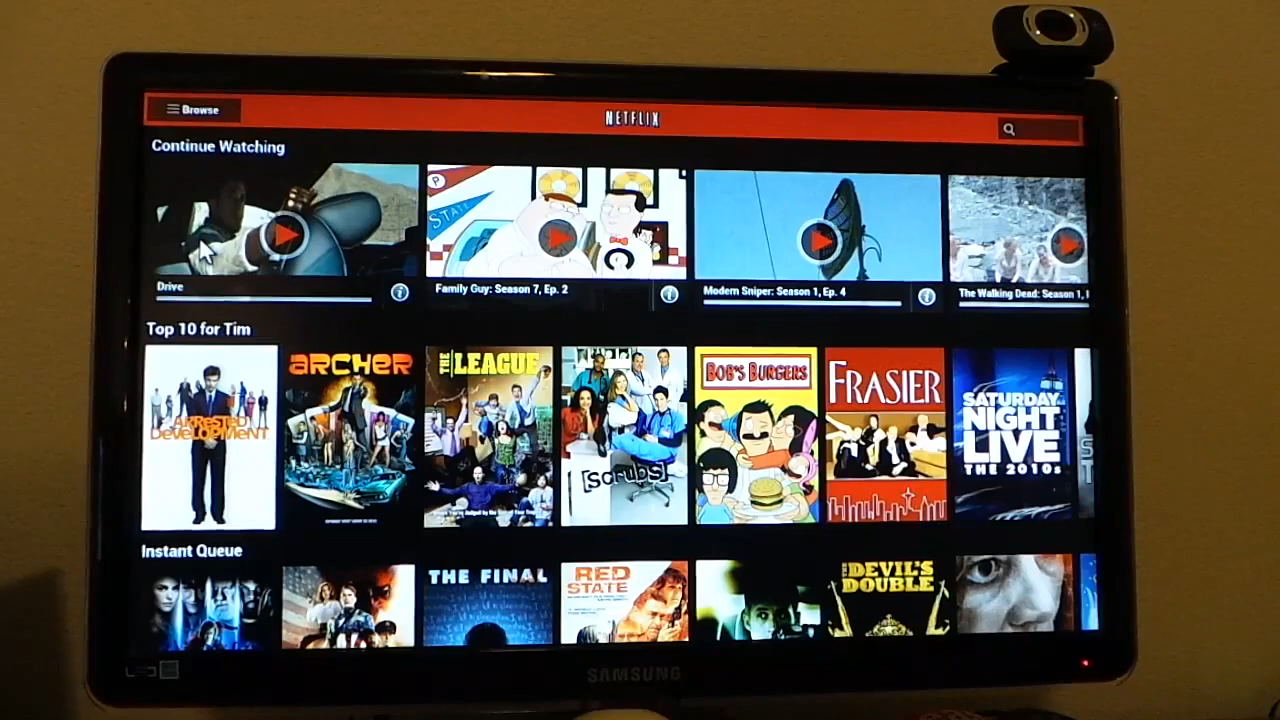 Browse
NETFLIX
Continue Watching
P
STATE
Drive
Family Guy: Season 7, Ep. 2
Modern Sniper: Season 1, Ep. 4
The Walking Dead: Season 1,
Top 10 for Tim
ARRESTED
DEVELOPMENT
ARCHER
THE LEAGUE
[scrubs]
BOB'S BURGERS
FRASIER
SATURDAY
NIGHT
LIVE
THE 2010s
Instant Queue
THE FINAL
RED
STATE
THE DEVIL'S
DOUBLE
LED
SAMSUNG